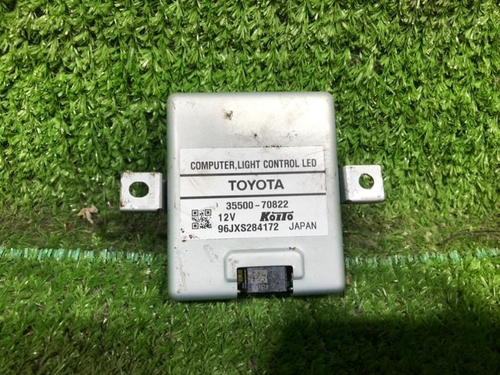 COMPUTER,LIGHT CONTROL LED
TOYOTA
35500-70822
12V KOITO
96JXS284172 JAPAN